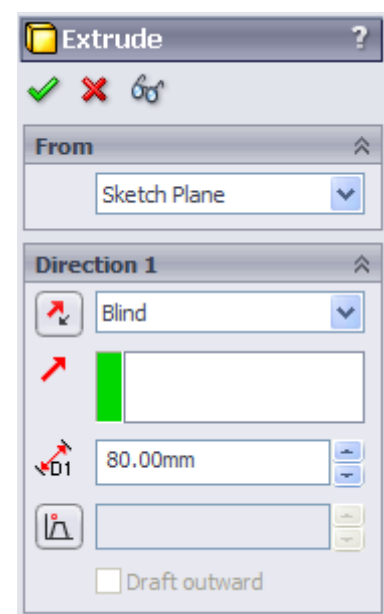 Extrude ?
From
Sketch Plane
Direction 1
Blind
D1 80.00mm
Draft outward